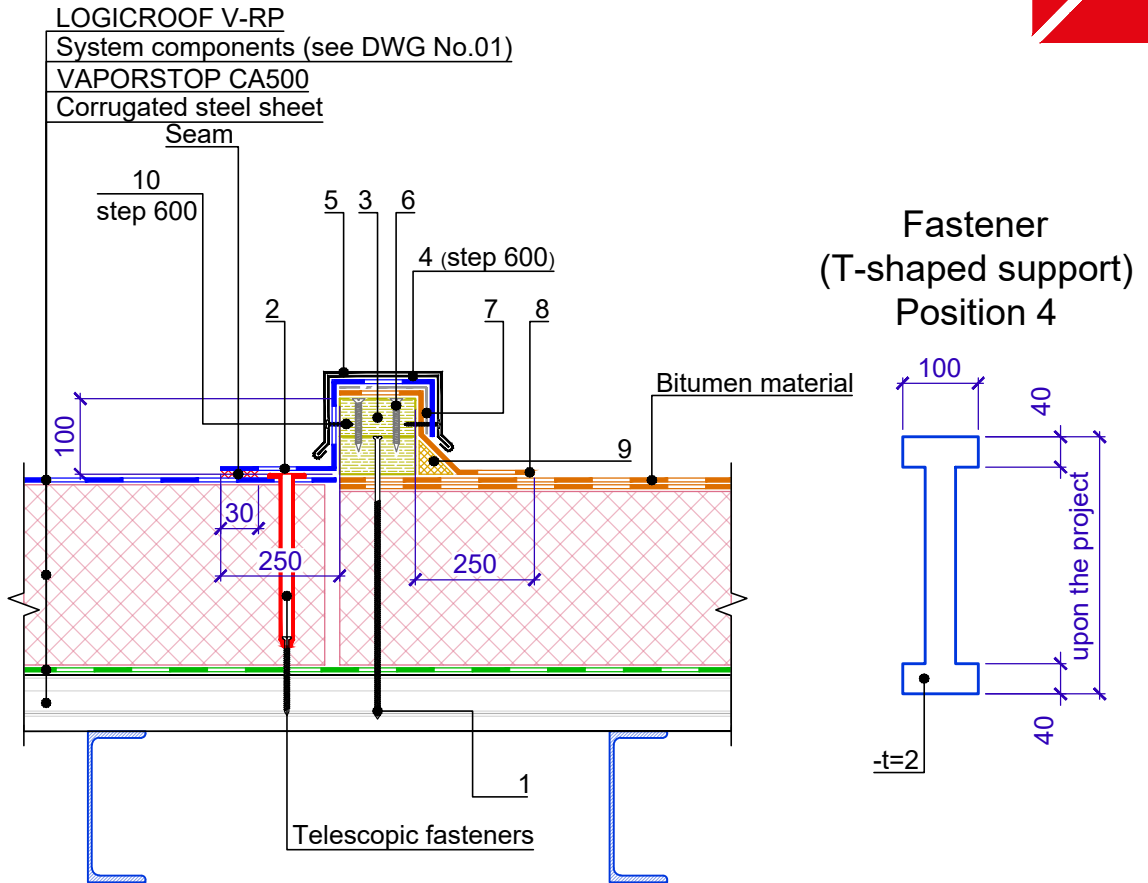 LOGICROOF V-RP
System components (see DWG No.01)
VAPORSTOP CA500
Corrugated steel sheet
Seam
10
step 600
5
3
6
4 (step 600)
2
7
8
Bitumen material
9
100
30
250
250
1
Telescopic fasteners
Fastener
(T-shaped support)
Position 4
100
40
upon the project
40
-t=2